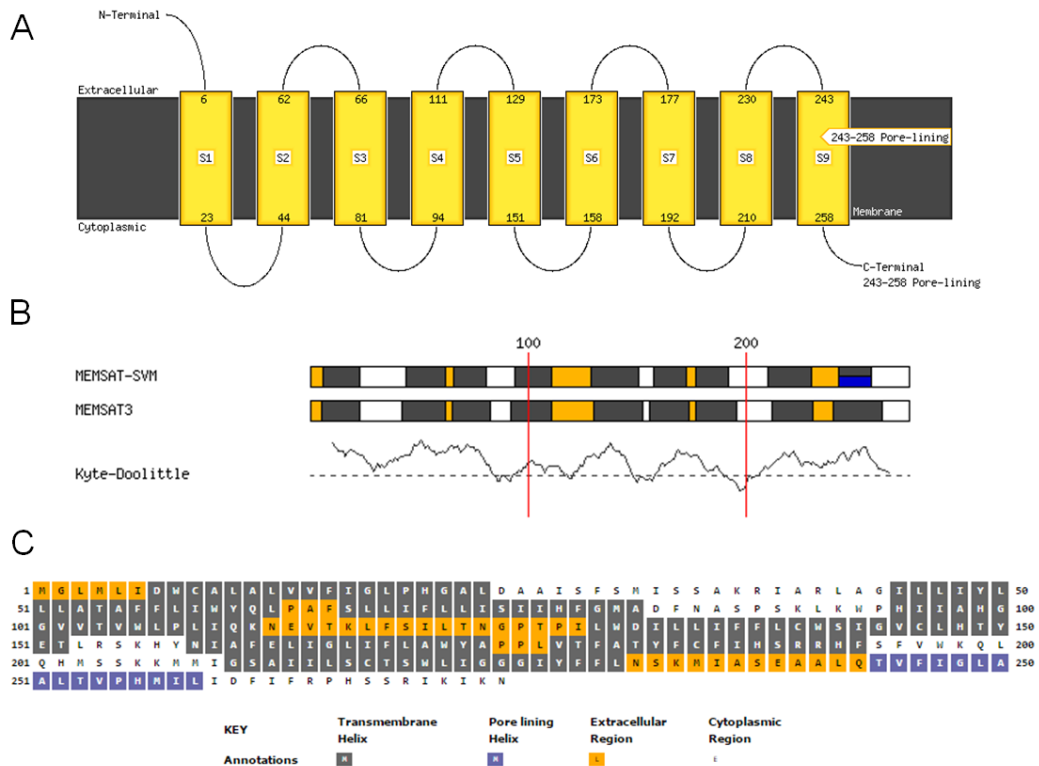 A
N-Terminal
Extracellular
6 62 66 111 129 173 177 230 243
243-258 Pore-lining
S1 S2 S3 S4 S5 S6 S7 S8 S9
23 44 81 94 151 158 192 210 258
Membrane
Cytoplasmic
C-Terminal
243-258 Pore-lining
B
100 200
MEMSAT-SVM
MEMSAT3
Kyte-Doolittle
C
1 M G L M L I D W C A L A L V V F I G L P H G A L D A A I S F S M I S S A K R I A R L A G I L L I Y L 50
51 L L A T A F F L I W Y Q L P A F S L L I F L L I S I I H F G M A D F N A S P S K L K W P H I I A H G 100
101 G V V T V W L P L I Q K N E V T K L F S I L T N G P T P I L W D I L L I F F L C W S I G V C L H T Y 150
151 E T L R S K H Y N I A F E L I G L I F L A W Y A P P L V T F A T Y F C F I H S R R H F S F V W K Q L 200
201 Q H M S S K K M M I G S A I I L S C T S W L I G G G I Y F F L N S K M I A S E A A L Q T V F I G L A 250
251 A L T V P H M I L I D F I F R P H S S R I K I K N
KEY
Transmembrane Helix
Pore lining Helix
Extracellular Region
Cytoplasmic Region
Annotations M M L E